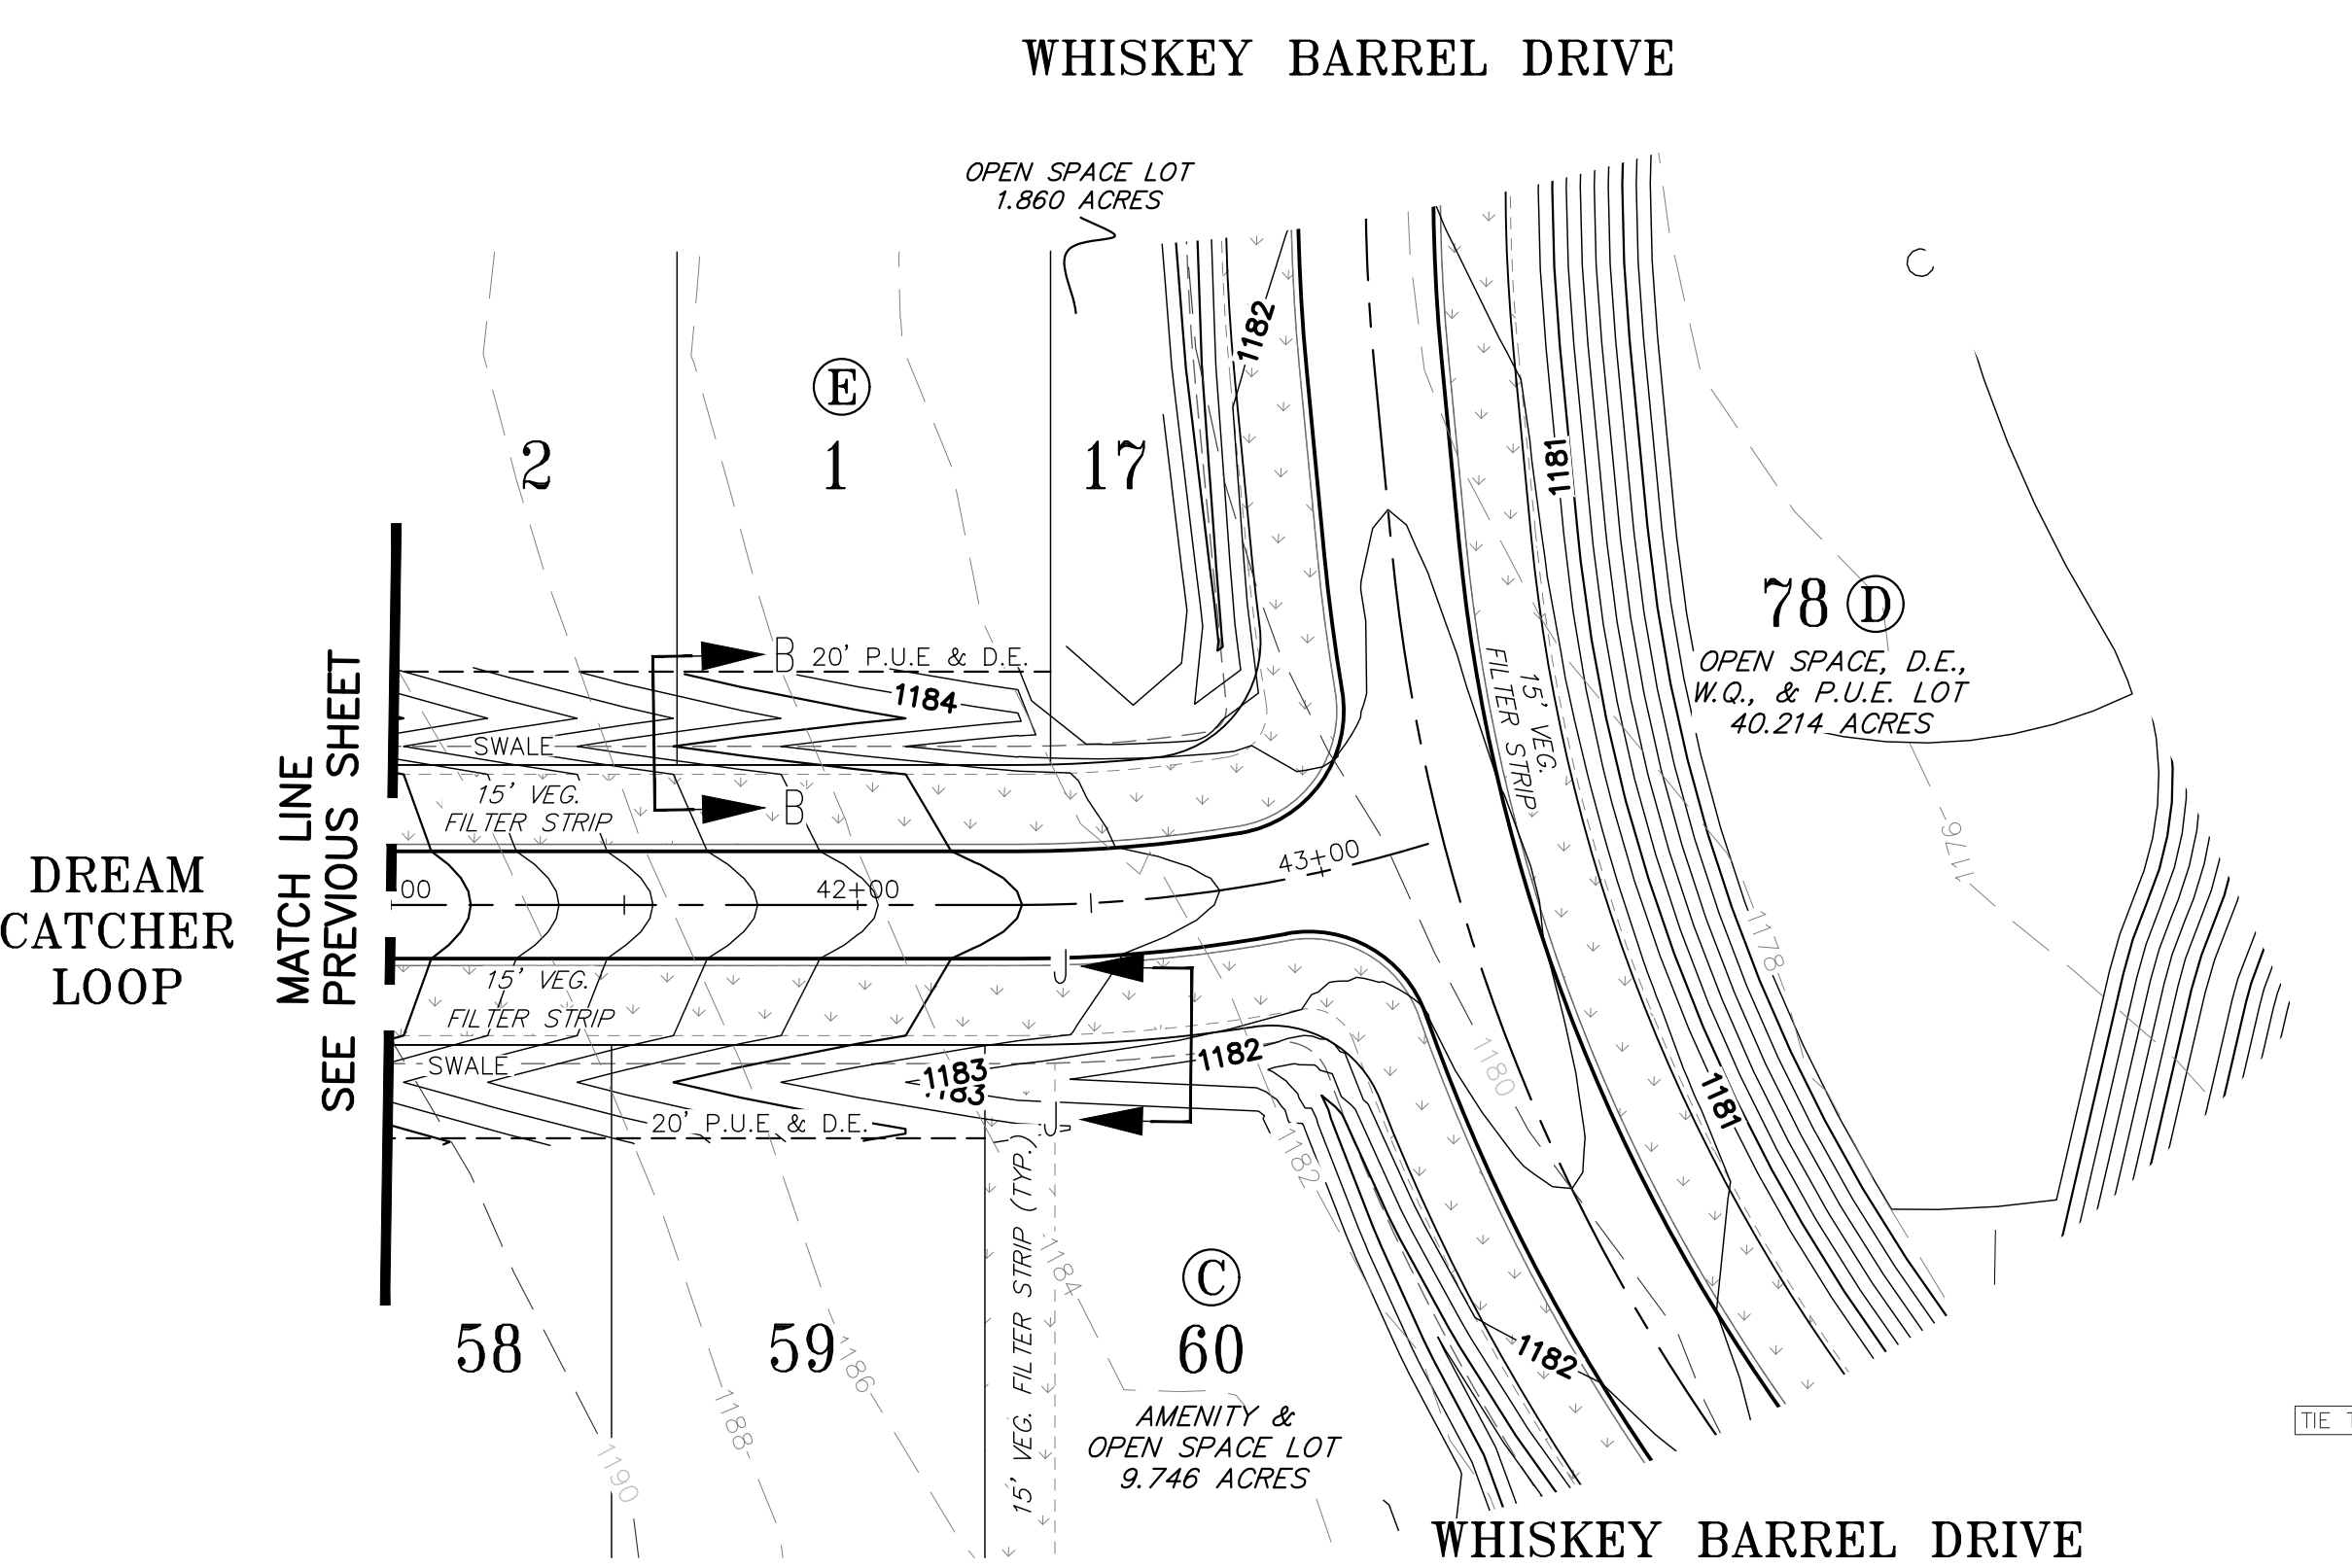 WHISKEY BARREL DRIVE
OPEN SPACE LOT
1.860 ACRES
1182
E
2
1
17
1181
C
78 D
OPEN SPACE, D.E.,
W.Q., & P.U.E. LOT
40.214 ACRES
B
20' P.U.E & D.E.
1184
15' VEG.
FILTER STRIP
SWALE
15' VEG.
FILTER STRIP
B
MATCH LINE
SEE PREVIOUS SHEET
DREAM
CATCHER
LOOP
00
42+00
43+00
1176
1178
J
15' VEG.
FILTER STRIP
SWALE
1183
1183
1182
1180
1181
20' P.U.E & D.E.
J
1182
15' VEG. FILTER STRIP (TYP.)
1184
C
58
59
60
1186
1188
1190
1182
AMENITY &
OPEN SPACE LOT
9.746 ACRES
TIE
WHISKEY BARREL DRIVE